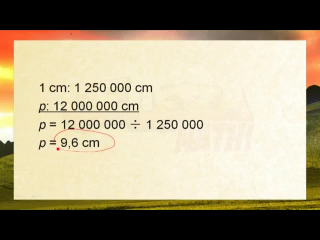 1 cm: 1 250 000 cm
p: 12 000 000 cm
p = 12 000 000 ÷ 1 250 000
p = 9,6 cm